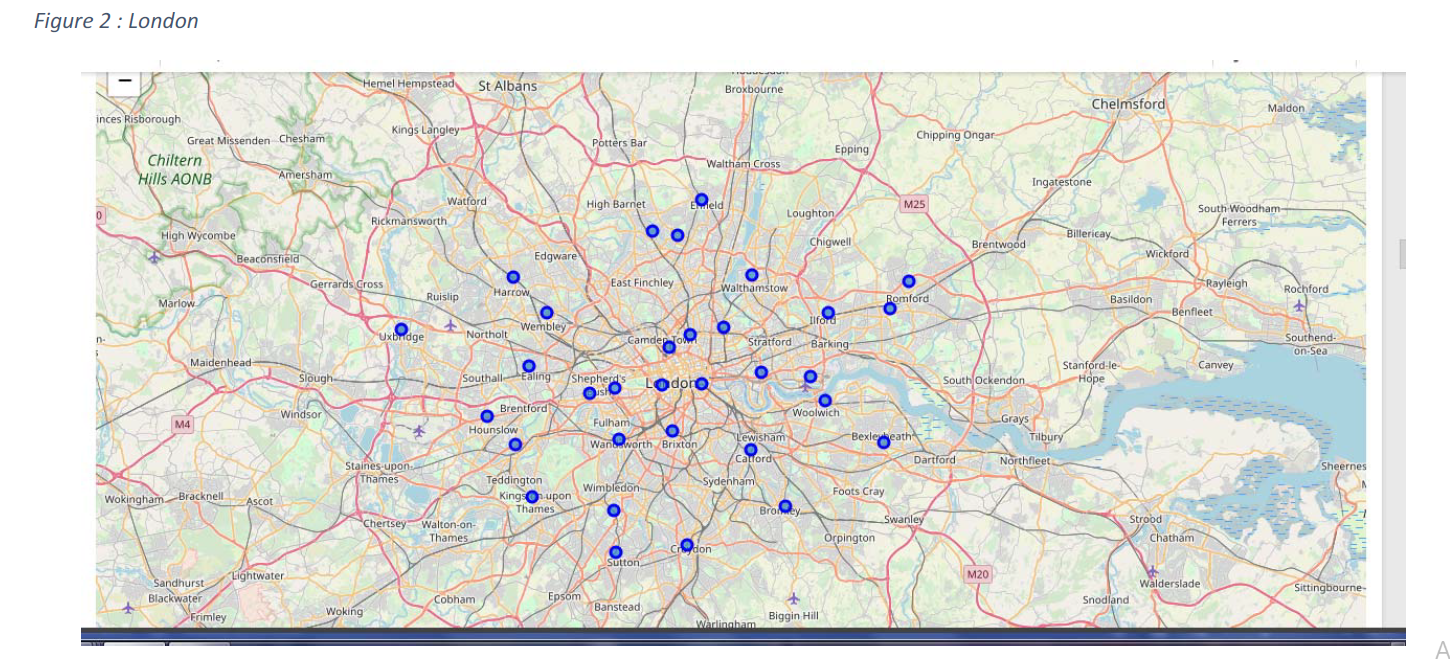 Figure 2 : London
−
Hemel Hempstead
St Albans
Broxbourne
Chelmsford
Maldon
inces Risborough
Great Missenden
Chesham
Kings Langley
Potters Bar
Chipping Ongar
Epping
Waltham Cross
Chiltern
Hills AONB
Amersham
Ingatestone
Watford
High Barnet
Enfield
Loughton
M25
South Woodham
Ferrers
Rickmansworth
High Wycombe
Chigwell
Brentwood
Billericay
Beaconsfield
Edgware
Wickford
Gerrards Cross
East Finchley
Walthamstow
Rayleigh
Rochford
Marlow
Ruislip
Harrow
Romford
Basildon
Benfleet
Uxbridge
Northolt
Wembley
Ilford
Camden Town
Stratford
Barking
Southend-
on-Sea
Maidenhead
Slough
Southall
Ealing
Shepherd's
Bush
London
South Ockendon
Stanford-le-
Hope
Canvey
Windsor
Brentford
Woolwich
M4
Hounslow
Fulham
Grays
Wandsworth
Brixton
Lewisham
Catford
Bexleyheath
Tilbury
Staines-upon-
Thames
Dartford
Northfleet
Sheerness
Teddington
Wimbledon
Sydenham
Foots Cray
Wokingham
Bracknell
Ascot
Kingston upon
Thames
Bromley
Swanley
Strood
Chertsey
Walton-on-
Thames
Orpington
Chatham
Croydon
Sutton
Sandhurst
Lightwater
M20
Walderslade
Sittingbourne
Blackwater
Frimley
Woking
Cobham
Epsom
Banstead
Biggin Hill
Snodland
Warlingham
A